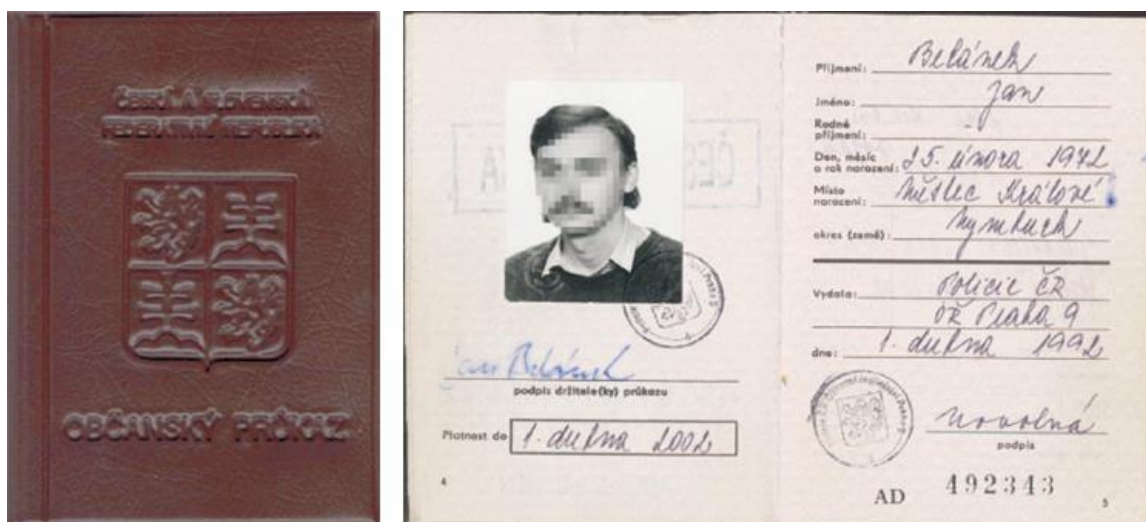 ČESKÁ A SLOVENSKÁ
FEDERATIVNÍ REPUBLIKA
OBČANSKÝ PRŮKAZ
podpis držitele(ky) průkazu
Platnost do 1. dubna 2002
4
Příjmení: Belánek
Jméno: Jan
Rodné
příjmení: -
Den, měsíc
a rok narození: 25. února 1972
Místo
narození: Městec Králové
okres (země): Nymburk
Vydala: Policie ČR
OŘ Praha 9
dne: 1. dubna 1992
Novotná
podpis
AD 492343
5